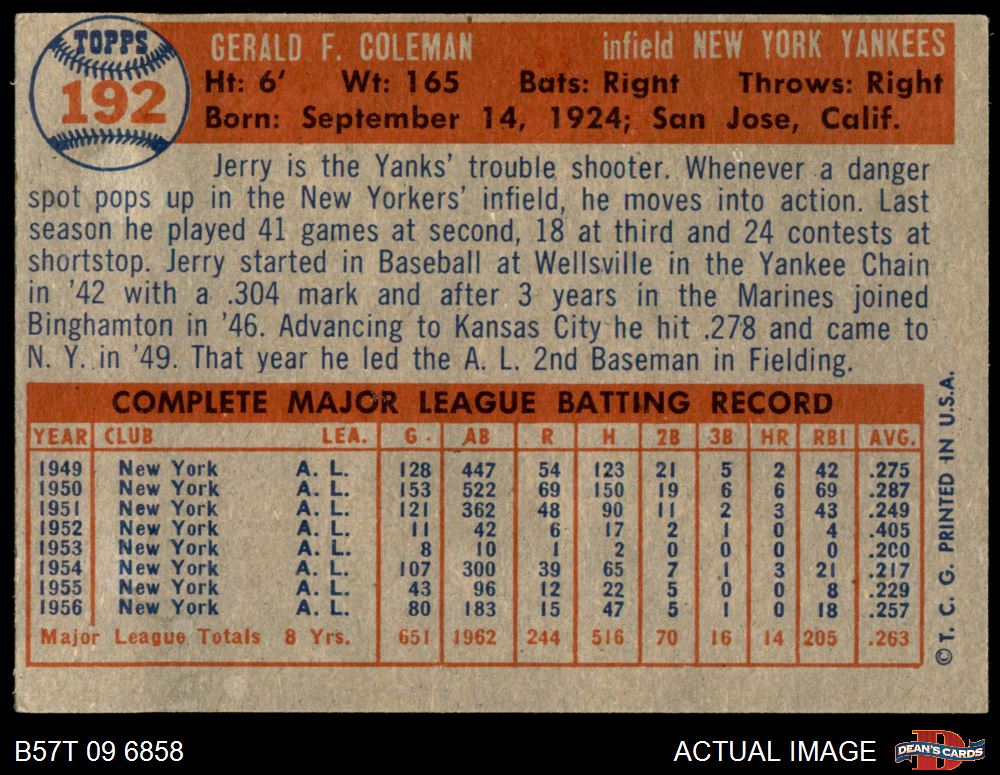 TOPPS
192
GERALD F. COLEMAN infield NEW YORK YANKEES
Ht: 6' Wt: 165 Bats: Right Throws: Right
Born: September 14, 1924; San Jose, Calif.
Jerry is the Yanks' trouble shooter. Whenever a danger
spot pops up in the New Yorkers' infield, he moves into action. Last
season he played 41 games at second, 18 at third and 24 contests at
shortstop. Jerry started in Baseball at Wellsville in the Yankee Chain
in '42 with a .304 mark and after 3 years in the Marines joined
Binghamton in '46. Advancing to Kansas City he hit .278 and came to
N. Y. in '49. That year he led the A. L. 2nd Baseman in Fielding.
COMPLETE MAJOR LEAGUE BATTING RECORD
YEAR CLUB LEA. G. AB R H 2B 3B HR RBI AVG.
1949 New York A. L. 128 447 54 123 21 5 2 42 .275
1950 New York A. L. 153 522 69 150 19 6 6 69 .287
1951 New York A. L. 121 362 48 90 11 2 3 43 .249
1952 New York A. L. 11 42 6 17 2 1 0 4 .405
1953 New York A. L. 8 10 1 2 0 0 0 0 .200
1954 New York A. L. 107 300 39 65 7 1 3 21 .217
1955 New York A. L. 43 96 12 22 5 0 0 8 .229
1956 New York A. L. 80 183 15 47 5 1 0 18 .257
Major League Totals 8 Yrs. 651 1962 244 516 70 16 14 205 .263
© T. C. G. PRINTED IN U.S.A.
B57T 09 6858 ACTUAL IMAGE DEAN'S CARDS